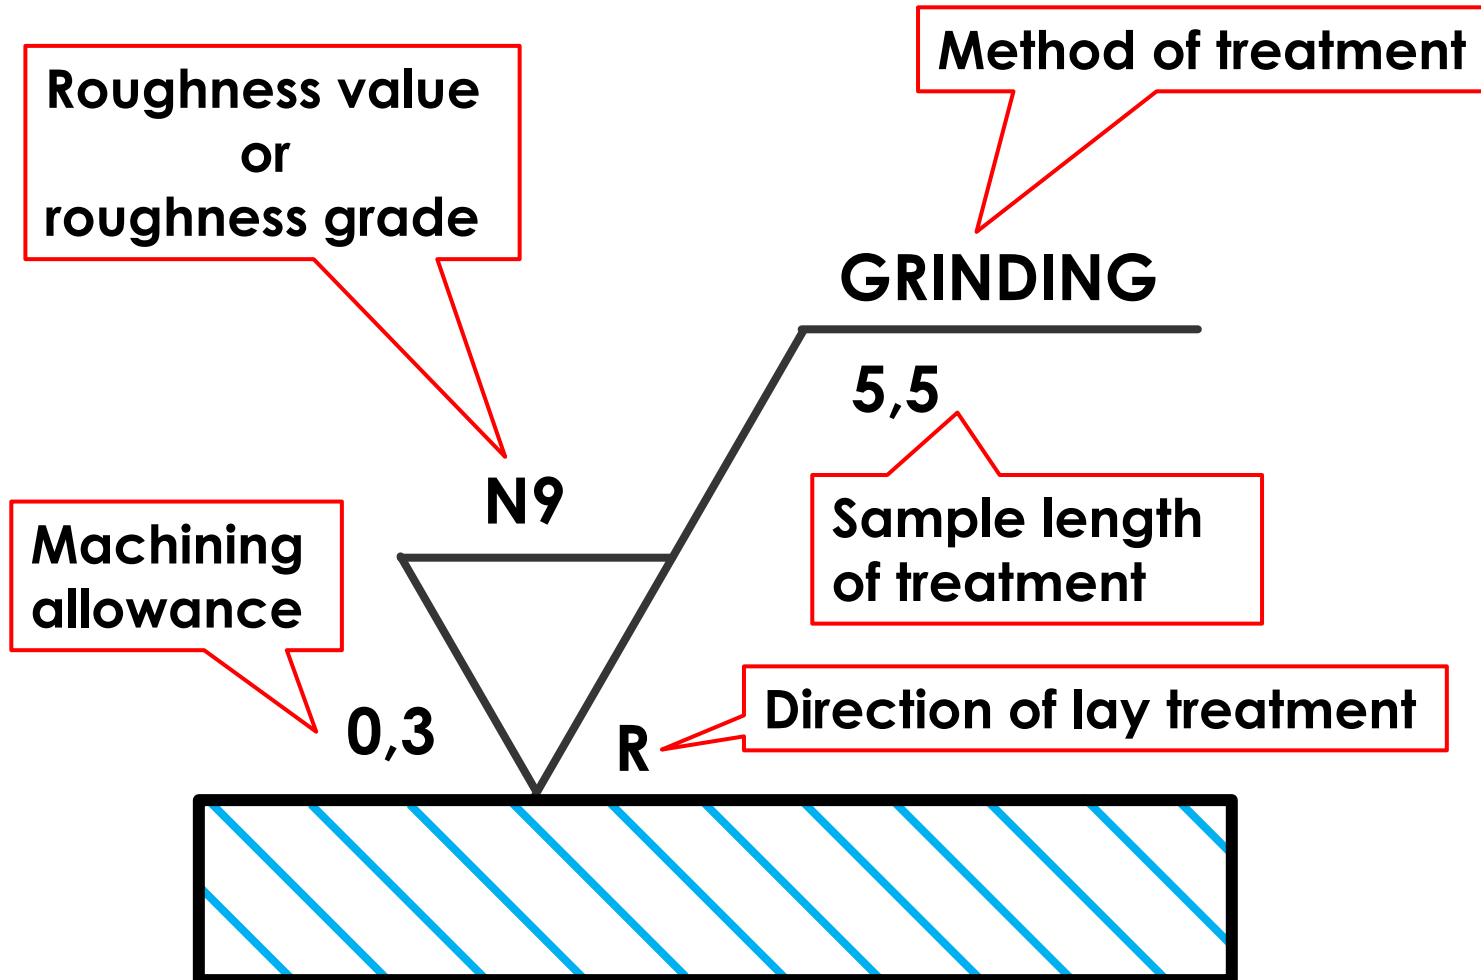 Method of treatment
Roughness value
or
roughness grade
GRINDING
5,5
N9
Sample length
of treatment
Machining
allowance
Direction of lay treatment
0,3
R